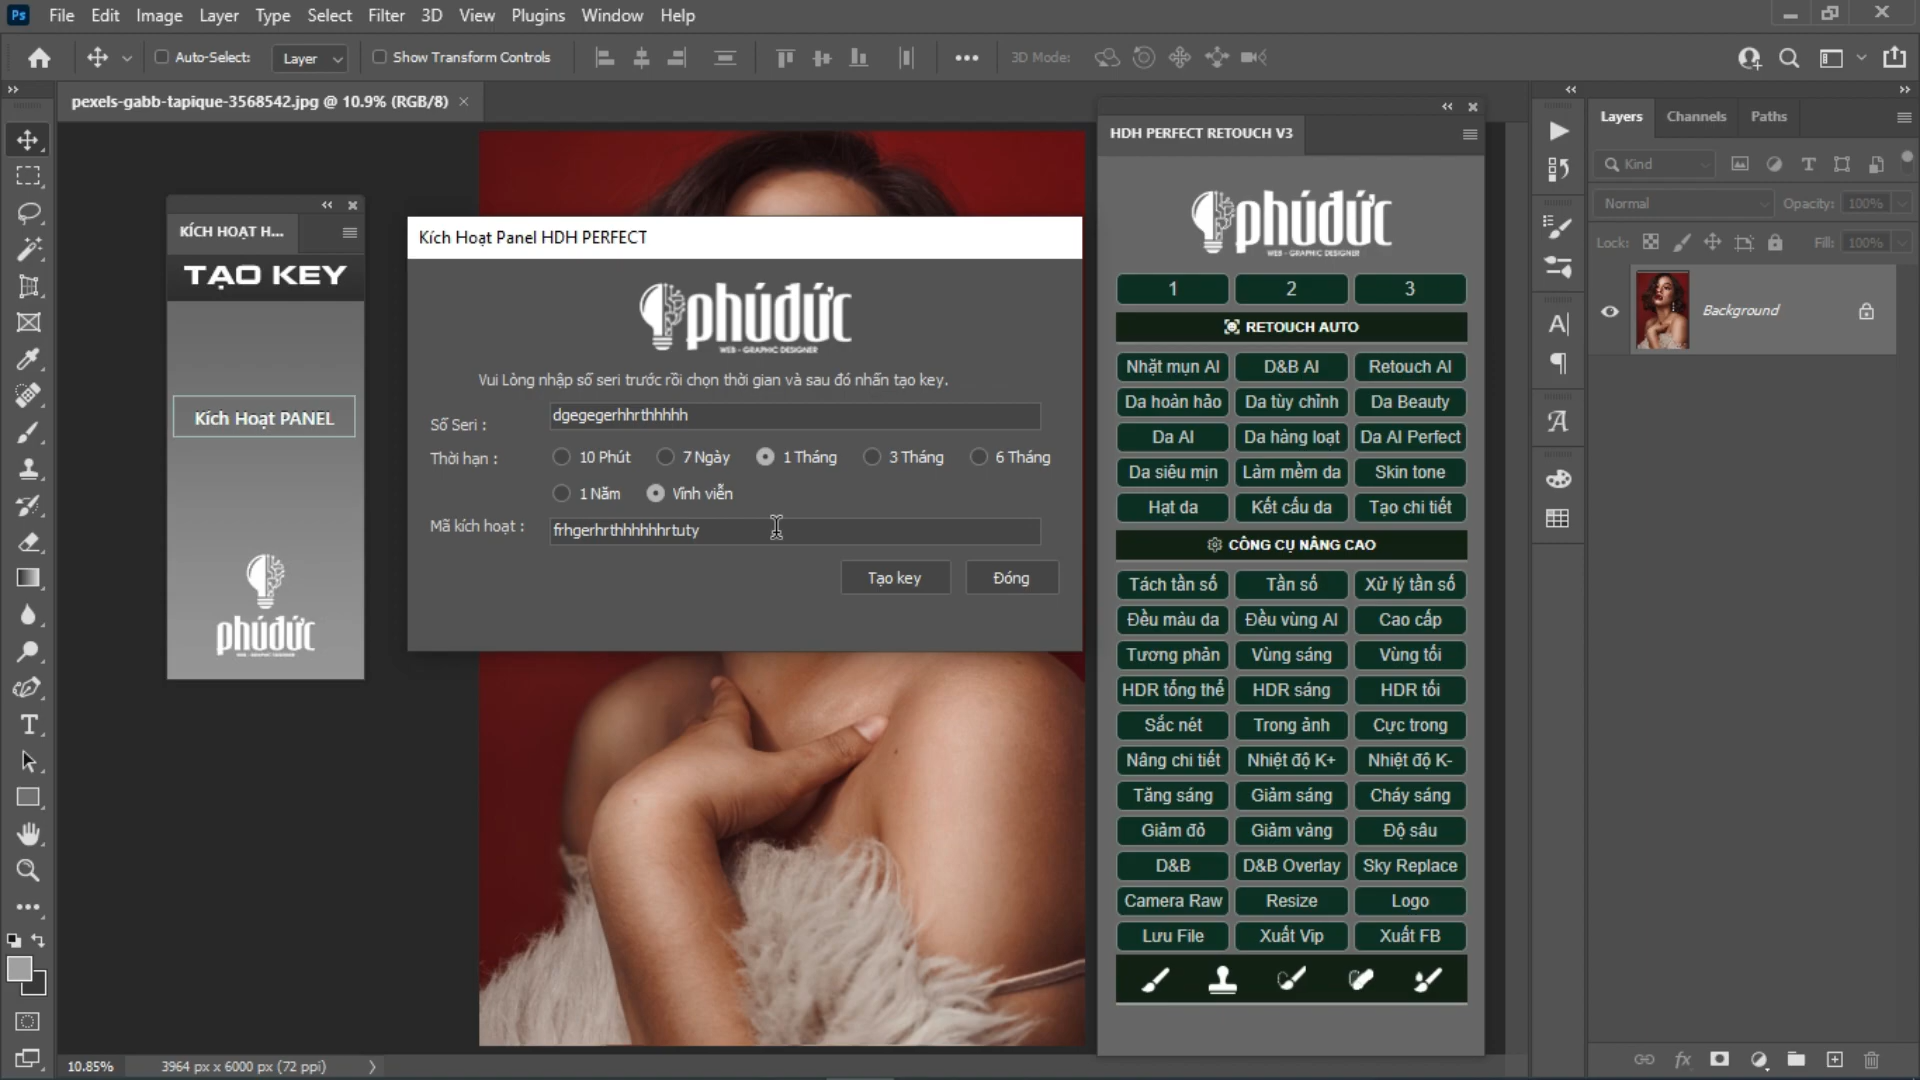 Ps File Edit Image Layer Type Select Filter 3D View Plugins Window Help
Auto-Select: Layer Show Transform Controls 3D Mode:
pexels-gabb-tapique-3568542.jpg @ 10.9% (RGB/8)
KÍCH HOẠT H...
TẠO KEY
Kích Hoạt PANEL
phúđức
Kích Hoạt Panel HDH PERFECT
phúđức
WEB - GRAPHIC DESIGNER
Vui Lòng nhập số seri trước rồi chọn thời gian và sau đó nhấn tạo key.
Số Seri : dgegegerhhrthhhhh
Thời hạn : 10 Phút 7 Ngày 1 Tháng 3 Tháng 6 Tháng
1 Năm Vĩnh viễn
Mã kích hoạt : frhgerhrthhhhhhrtuty
Tạo key Đóng
HDH PERFECT RETOUCH V3
phúđức
WEB - GRAPHIC DESIGNER
1 2 3
RETOUCH AUTO
Nhặt mụn AI D&B AI Retouch AI
Da hoàn hảo Da tùy chỉnh Da Beauty
Da AI Da hàng loạt Da AI Perfect
Da siêu mịn Làm mềm da Skin tone
Hạt da Kết cấu da Tạo chi tiết
CÔNG CỤ NÂNG CAO
Tách tần số Tần số Xử lý tần số
Đều màu da Đều vùng AI Cao cấp
Tương phản Vùng sáng Vùng tối
HDR tổng thể HDR sáng HDR tối
Sắc nét Trong ảnh Cực trong
Nâng chi tiết Nhiệt độ K+ Nhiệt độ K-
Tăng sáng Giảm sáng Cháy sáng
Giảm đỏ Giảm vàng Độ sâu
D&B D&B Overlay Sky Replace
Camera Raw Resize Logo
Lưu File Xuất Vip Xuất FB
Layers Channels Paths
Kind
Normal Opacity: 100%
Lock: Fill: 100%
Background
10.85% 3964 px x 6000 px (72 ppi)